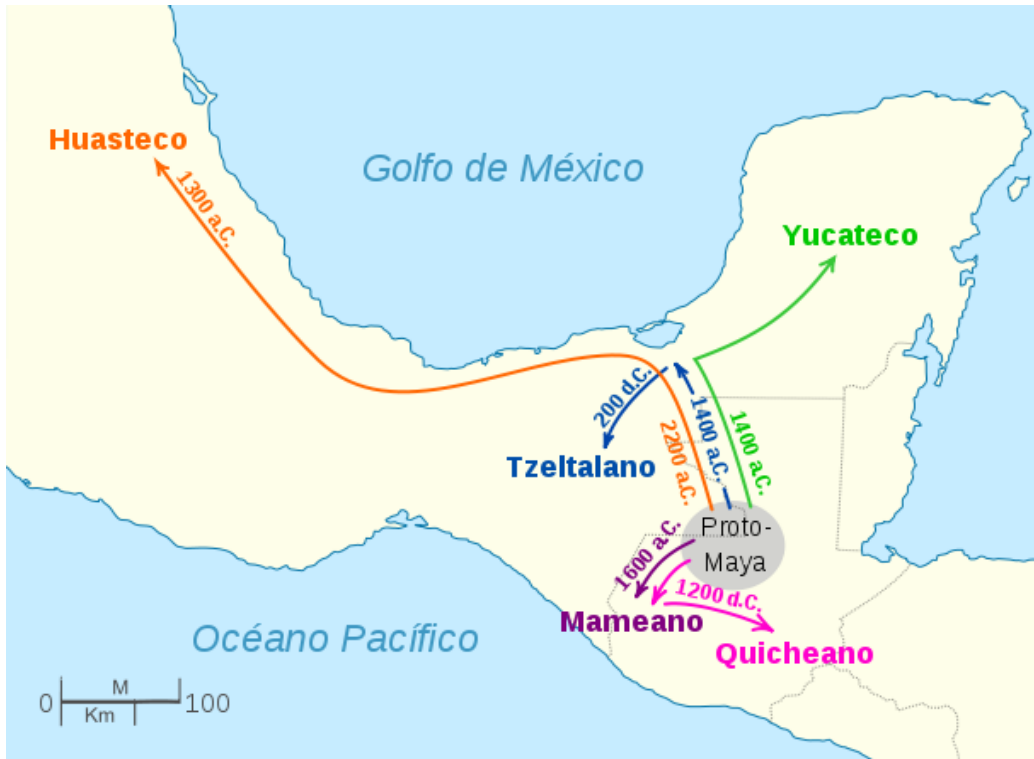 Huasteco
1300 a.C.
Golfo de México
Yucateco
200 d.C.
1400 a.C.
1400 a.C.
2200 a.C.
Tzeltalano
Proto-
Maya
1600 a.C.
1200 d.C.
Mameano
Quicheano
Océano Pacífico
M
0 100
Km